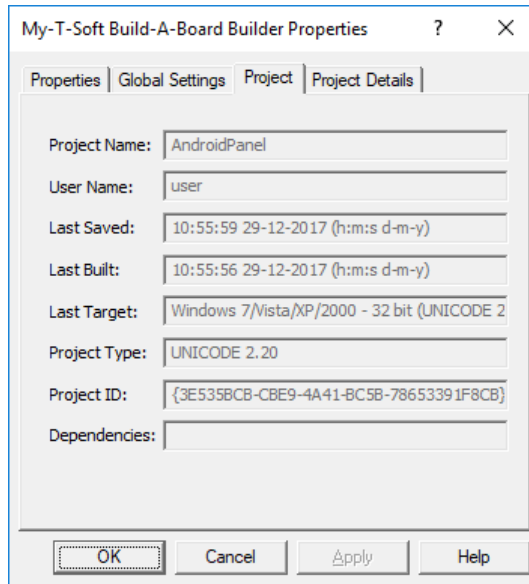 My-T-Soft Build-A-Board Builder Properties ? ×
Properties Global Settings Project Project Details
Project Name: AndroidPanel
User Name: user
Last Saved: 10:55:59 29-12-2017 (h:m:s d-m-y)
Last Built: 10:55:56 29-12-2017 (h:m:s d-m-y)
Last Target: Windows 7/Vista/XP/2000 - 32 bit (UNICODE 2
Project Type: UNICODE 2.20
Project ID: {3E535BCB-CBE9-4A41-BC5B-78653391F8CB}
Dependencies:
OK Cancel Apply Help